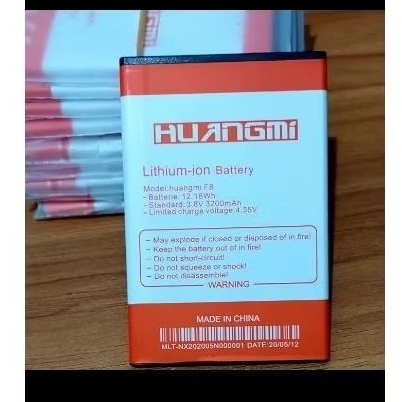 HUANGMI
Lithium-ion Battery
Model:huangmi F8
- Batterie: 12.16Wh
- Standard: 3.8V 3200mAh
- Limited charge voltage: 4.35V
- May explode if closed or disposed of in fire!
- Keep the battery out of in fire!
- Do not short-circuit!
- Do not squeeze or shock!
- Do not disassemble!
WARNING
MADE IN CHINA
MLT-NX202005N000001 DATE:20/05/12